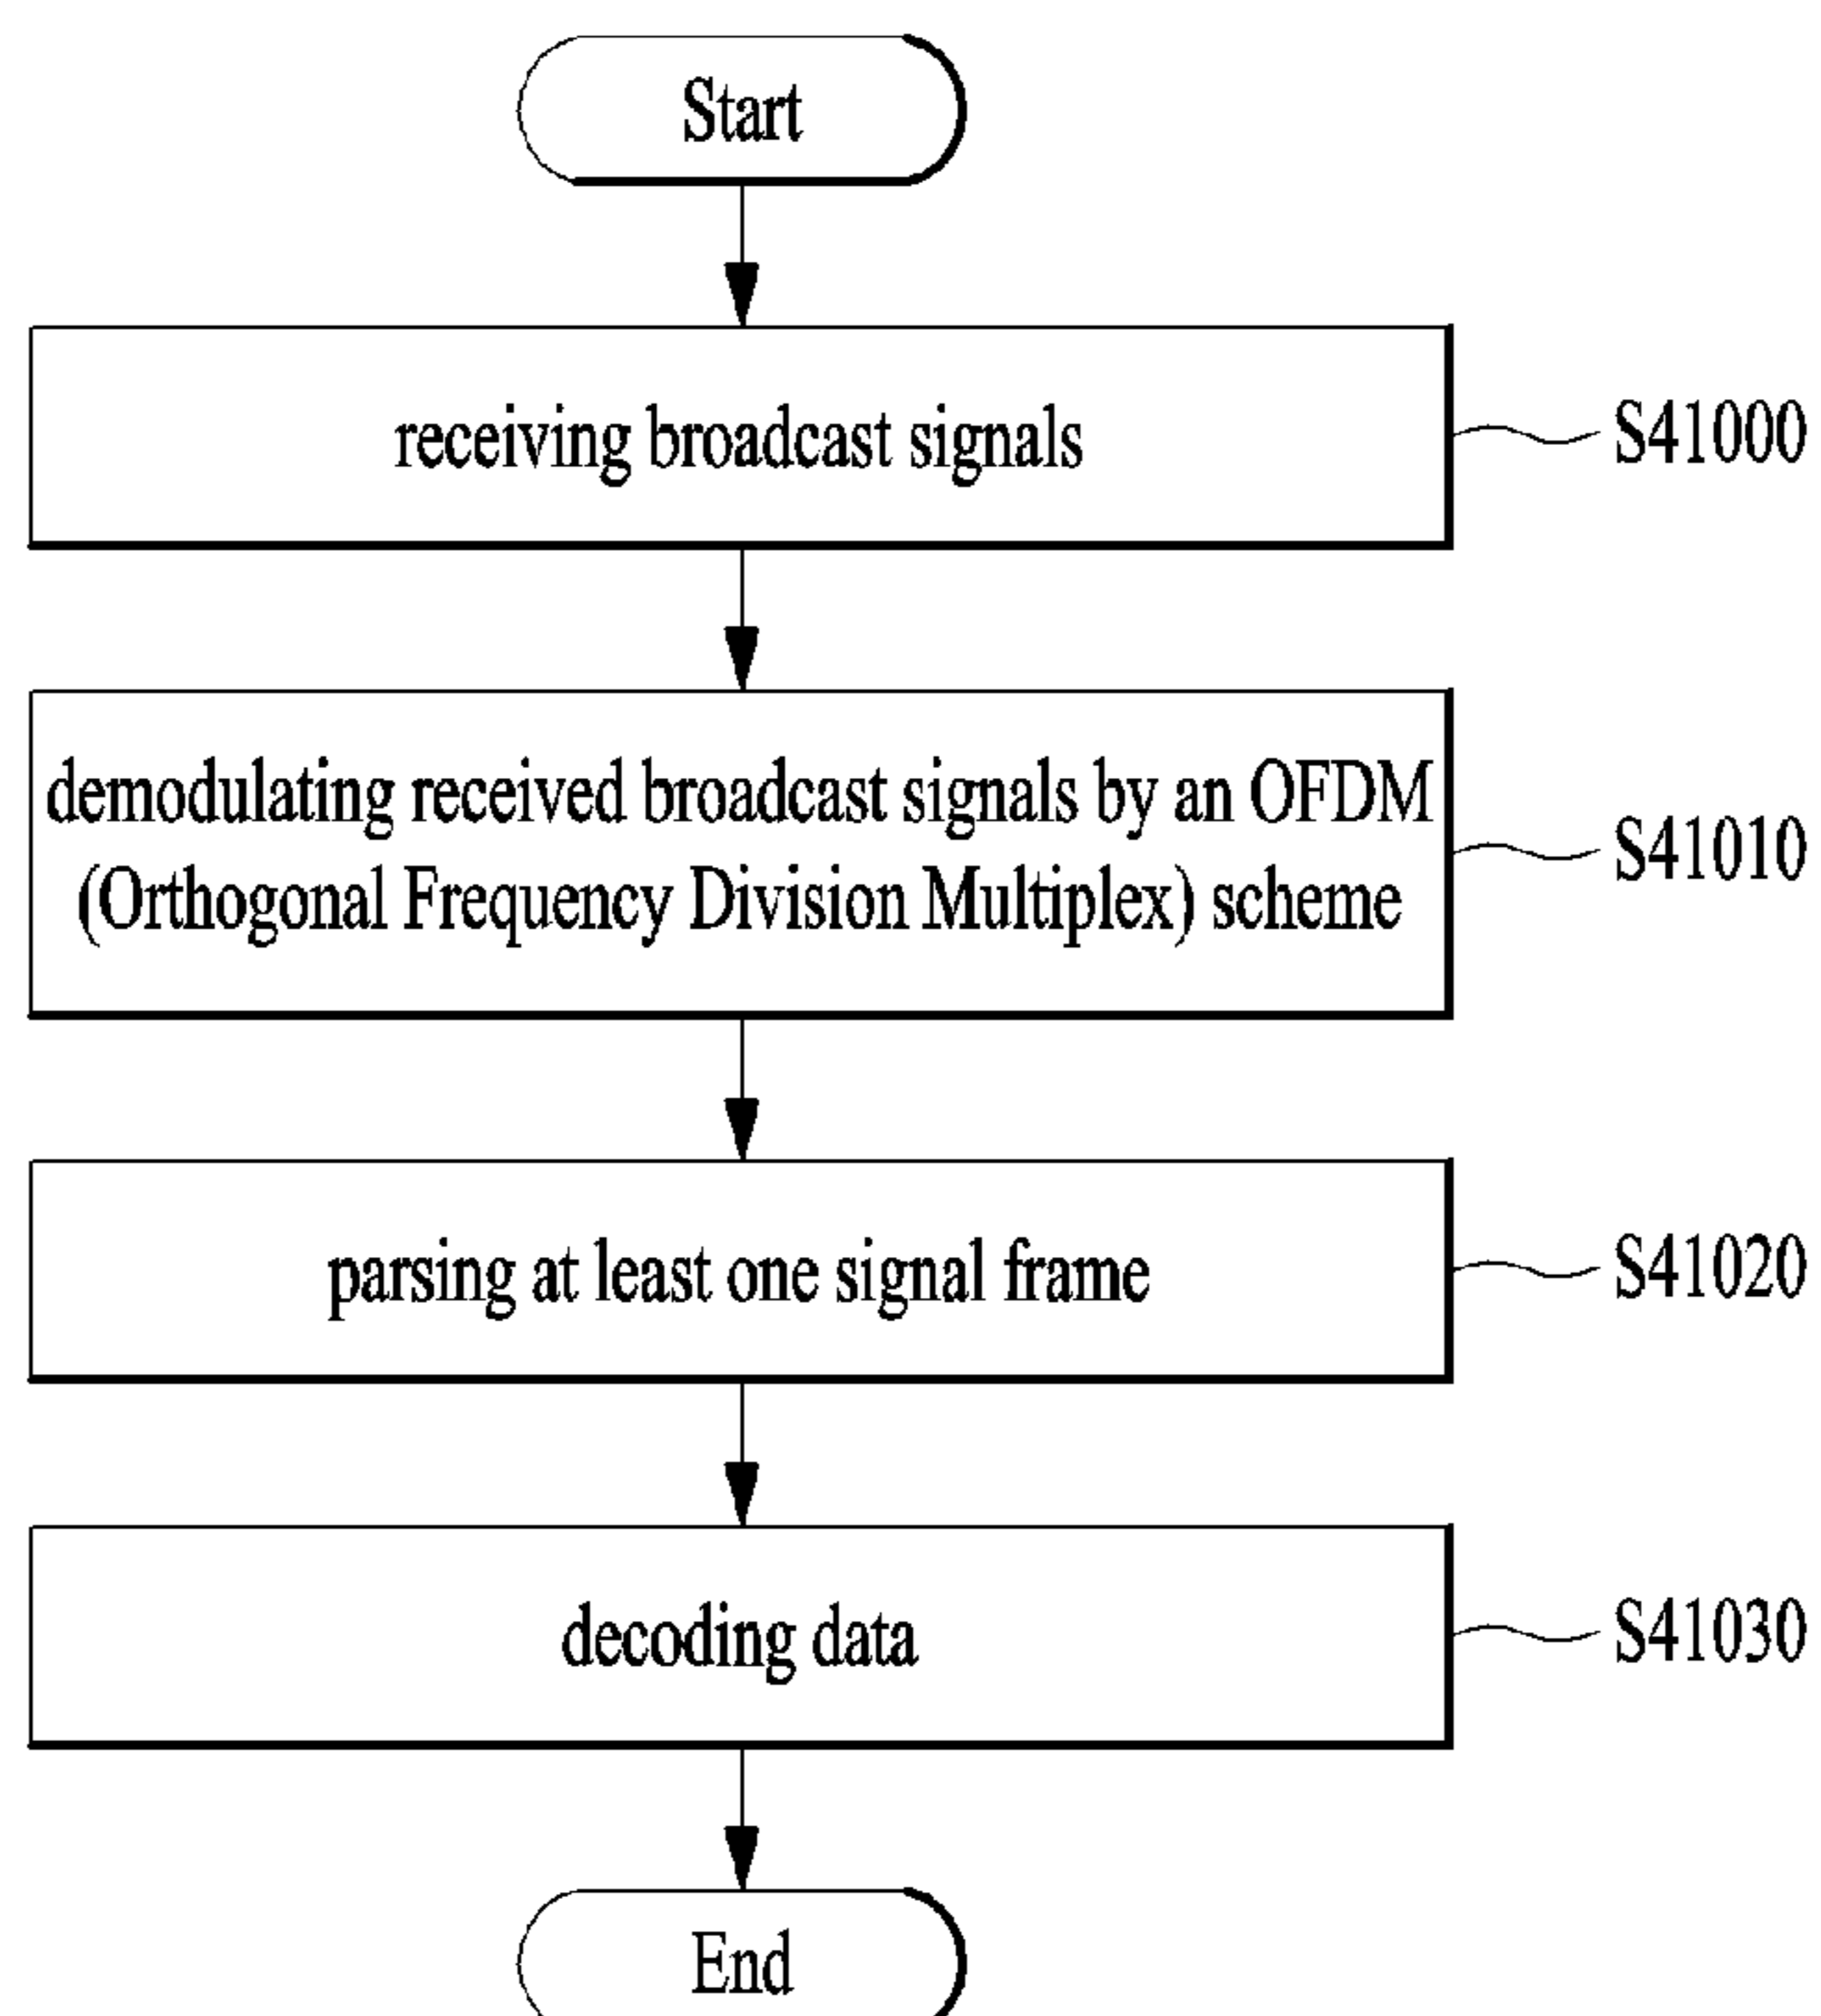 Start
receiving broadcast signals
S41000
demodulating received broadcast signals by an OFDM
(Orthogonal Frequency Division Multiplex) scheme
S41010
parsing at least one signal frame
S41020
decoding data
S41030
End